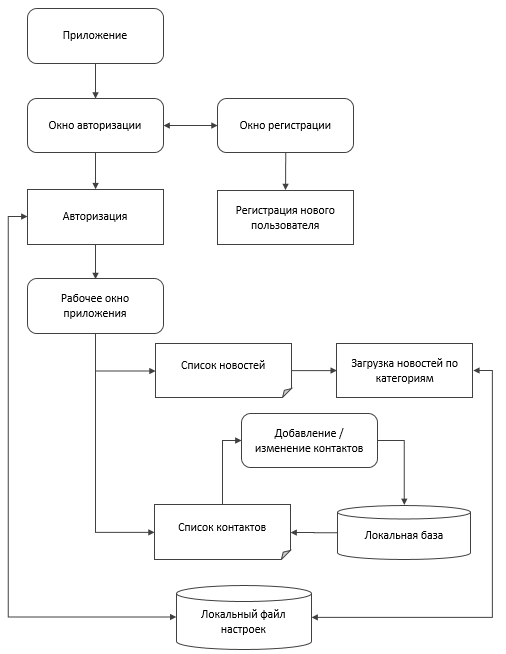 Приложение
Окно авторизации
Окно регистрации
Авторизация
Регистрация нового
пользователя
Рабочее окно
приложения
Список новостей
Загрузка новостей по
категориям
Добавление /
изменение контактов
Список контактов
Локальная база
Локальный файл
настроек